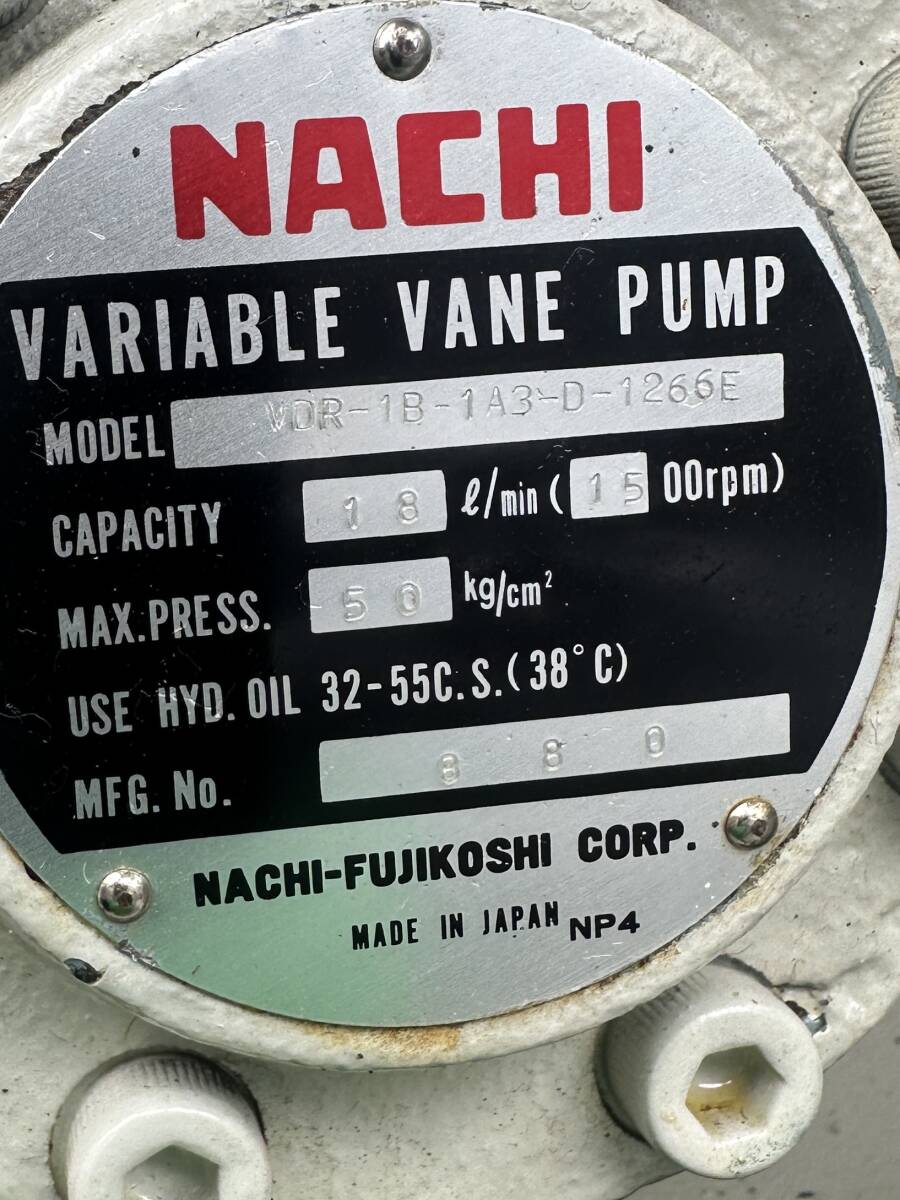 NACHI
VARIABLE VANE PUMP
MODEL VDR-1B-1A3-D-1266E
CAPACITY 18 ℓ/min (1500rpm)
MAX.PRESS. 50 kg/cm²
USE HYD. OIL 32-55C.S.(38°C)
MFG. No. 880
NACHI-FUJIKOSHI CORP.
MADE IN JAPAN NP4